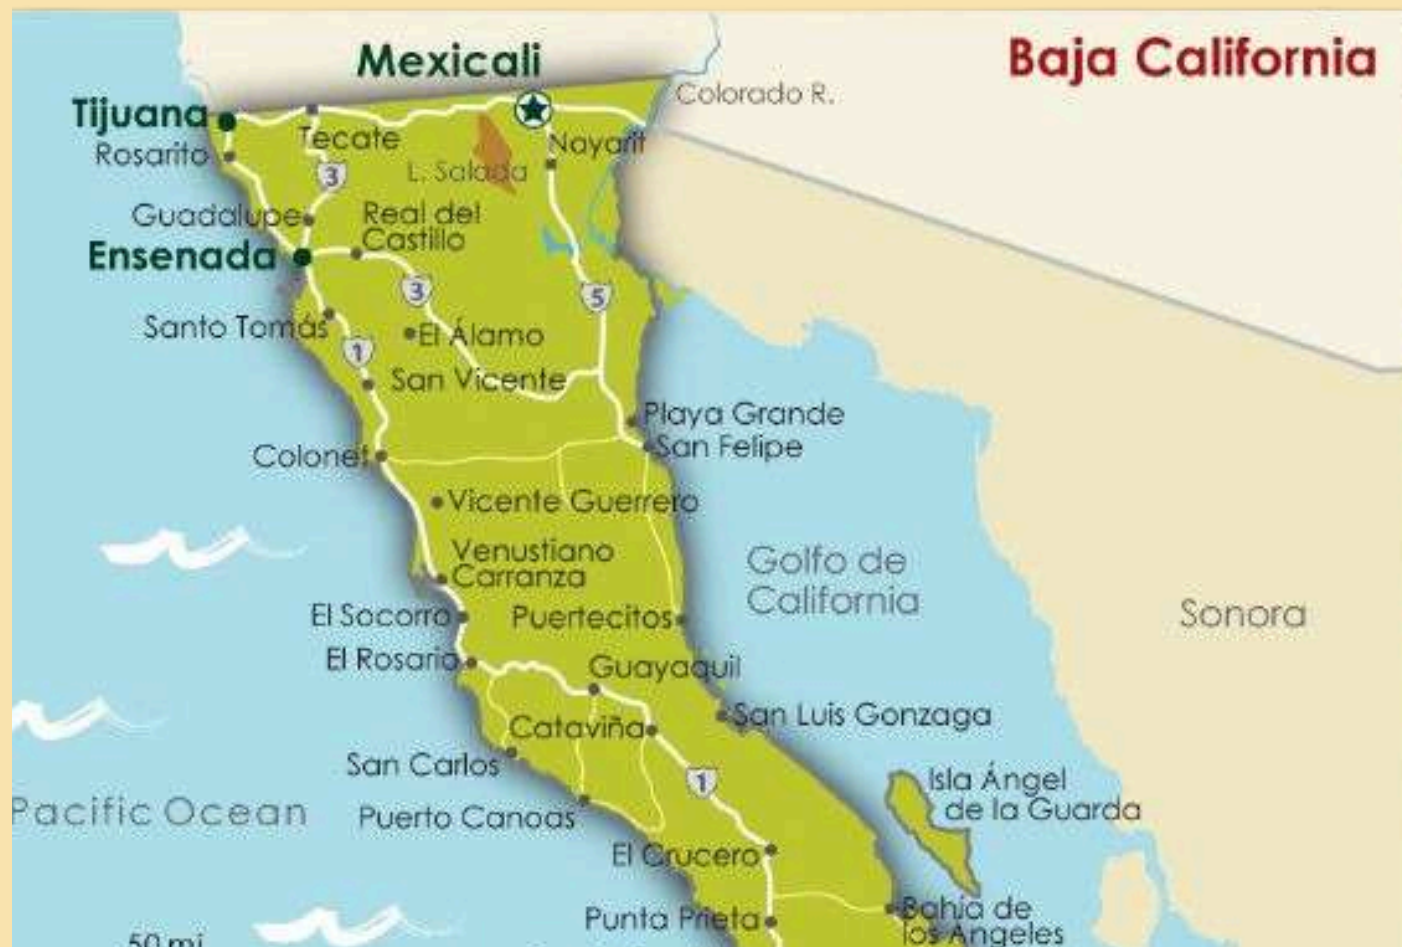 Mexicali
Baja California
Colorado R.
Tijuana
Tecate
Nayarit
Rosarito
3
L. Salada
Guadalupe
Real del
Castillo
Ensenada
3
5
Santo Tomás
El Álamo
1
San Vicente
Playa Grande
San Felipe
Colonet
Vicente Guerrero
Venustiano
Carranza
Golfo de
California
El Socorro
Puertecitos
Sonora
El Rosario
Guayaquil
San Luis Gonzaga
Cataviña
San Carlos
1
Isla Ángel
de la Guarda
Pacific Ocean
Puerto Canoas
El Crucero
Bahía de
los Angeles
Punta Prieta
50 mi